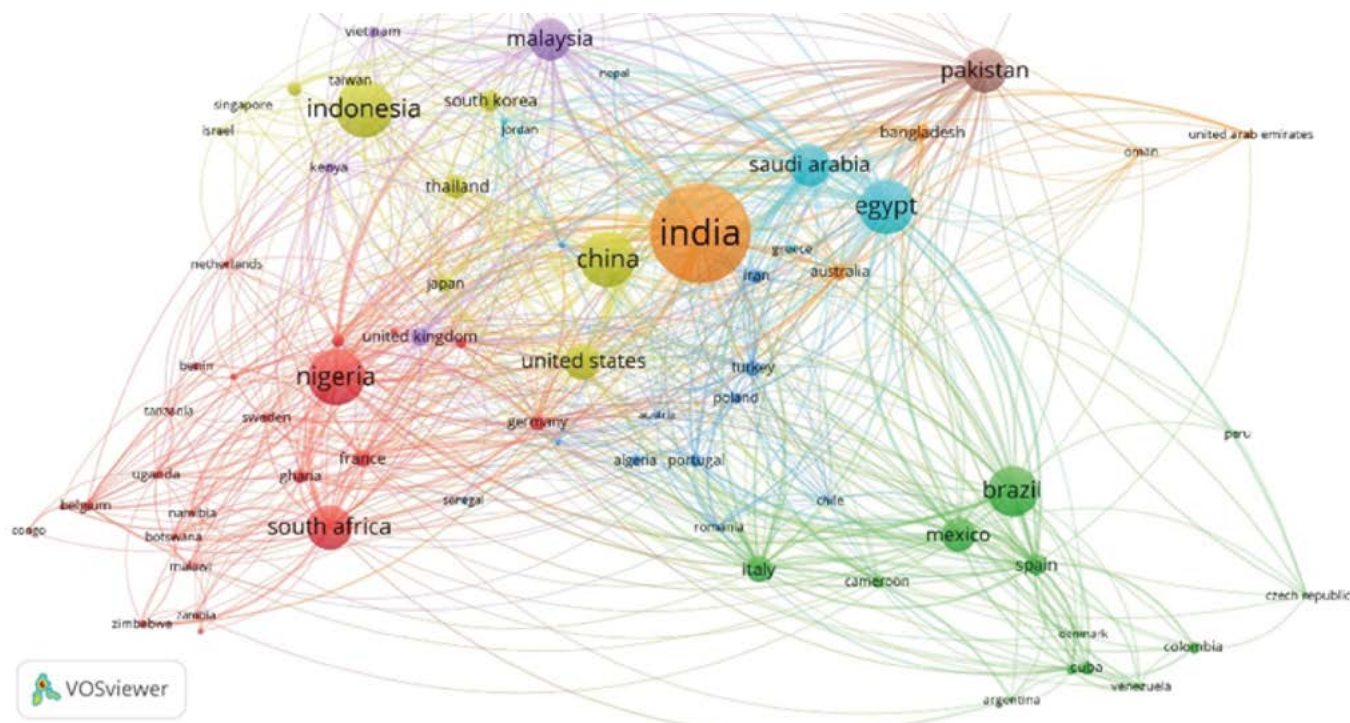 viet nam
malaysia
nepal
pakistan
taiwan
singapore
indonesia
south korea
israel
jordan
bangladesh
united arab emirates
oman
kenya
saudi arabia
thailand
egypt
india
greece
china
netherlands
iran
australia
japan
united kingdom
united states
benin
nigeria
turkey
poland
tanzania
sweden
germany
austria
peru
uganda
ghana
france
algeria
portugal
brazil
belgium
namibia
senegal
chile
congo
botswana
south africa
romania
mexico
malawi
italy
cameroon
spain
czech republic
zambia
zimbabwe
denmark
colombia
cuba
venezuela
argentina
VOSviewer